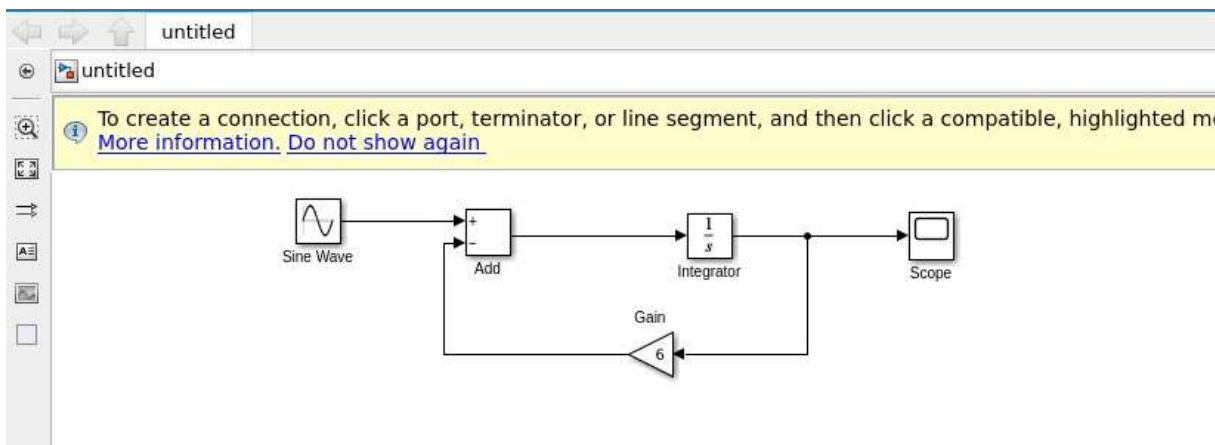 untitled
untitled
To create a connection, click a port, terminator, or line segment, and then click a compatible, highlighted
More information. Do not show again
Sine Wave
+
−
Add
1
s
Integrator
Scope
Gain
6